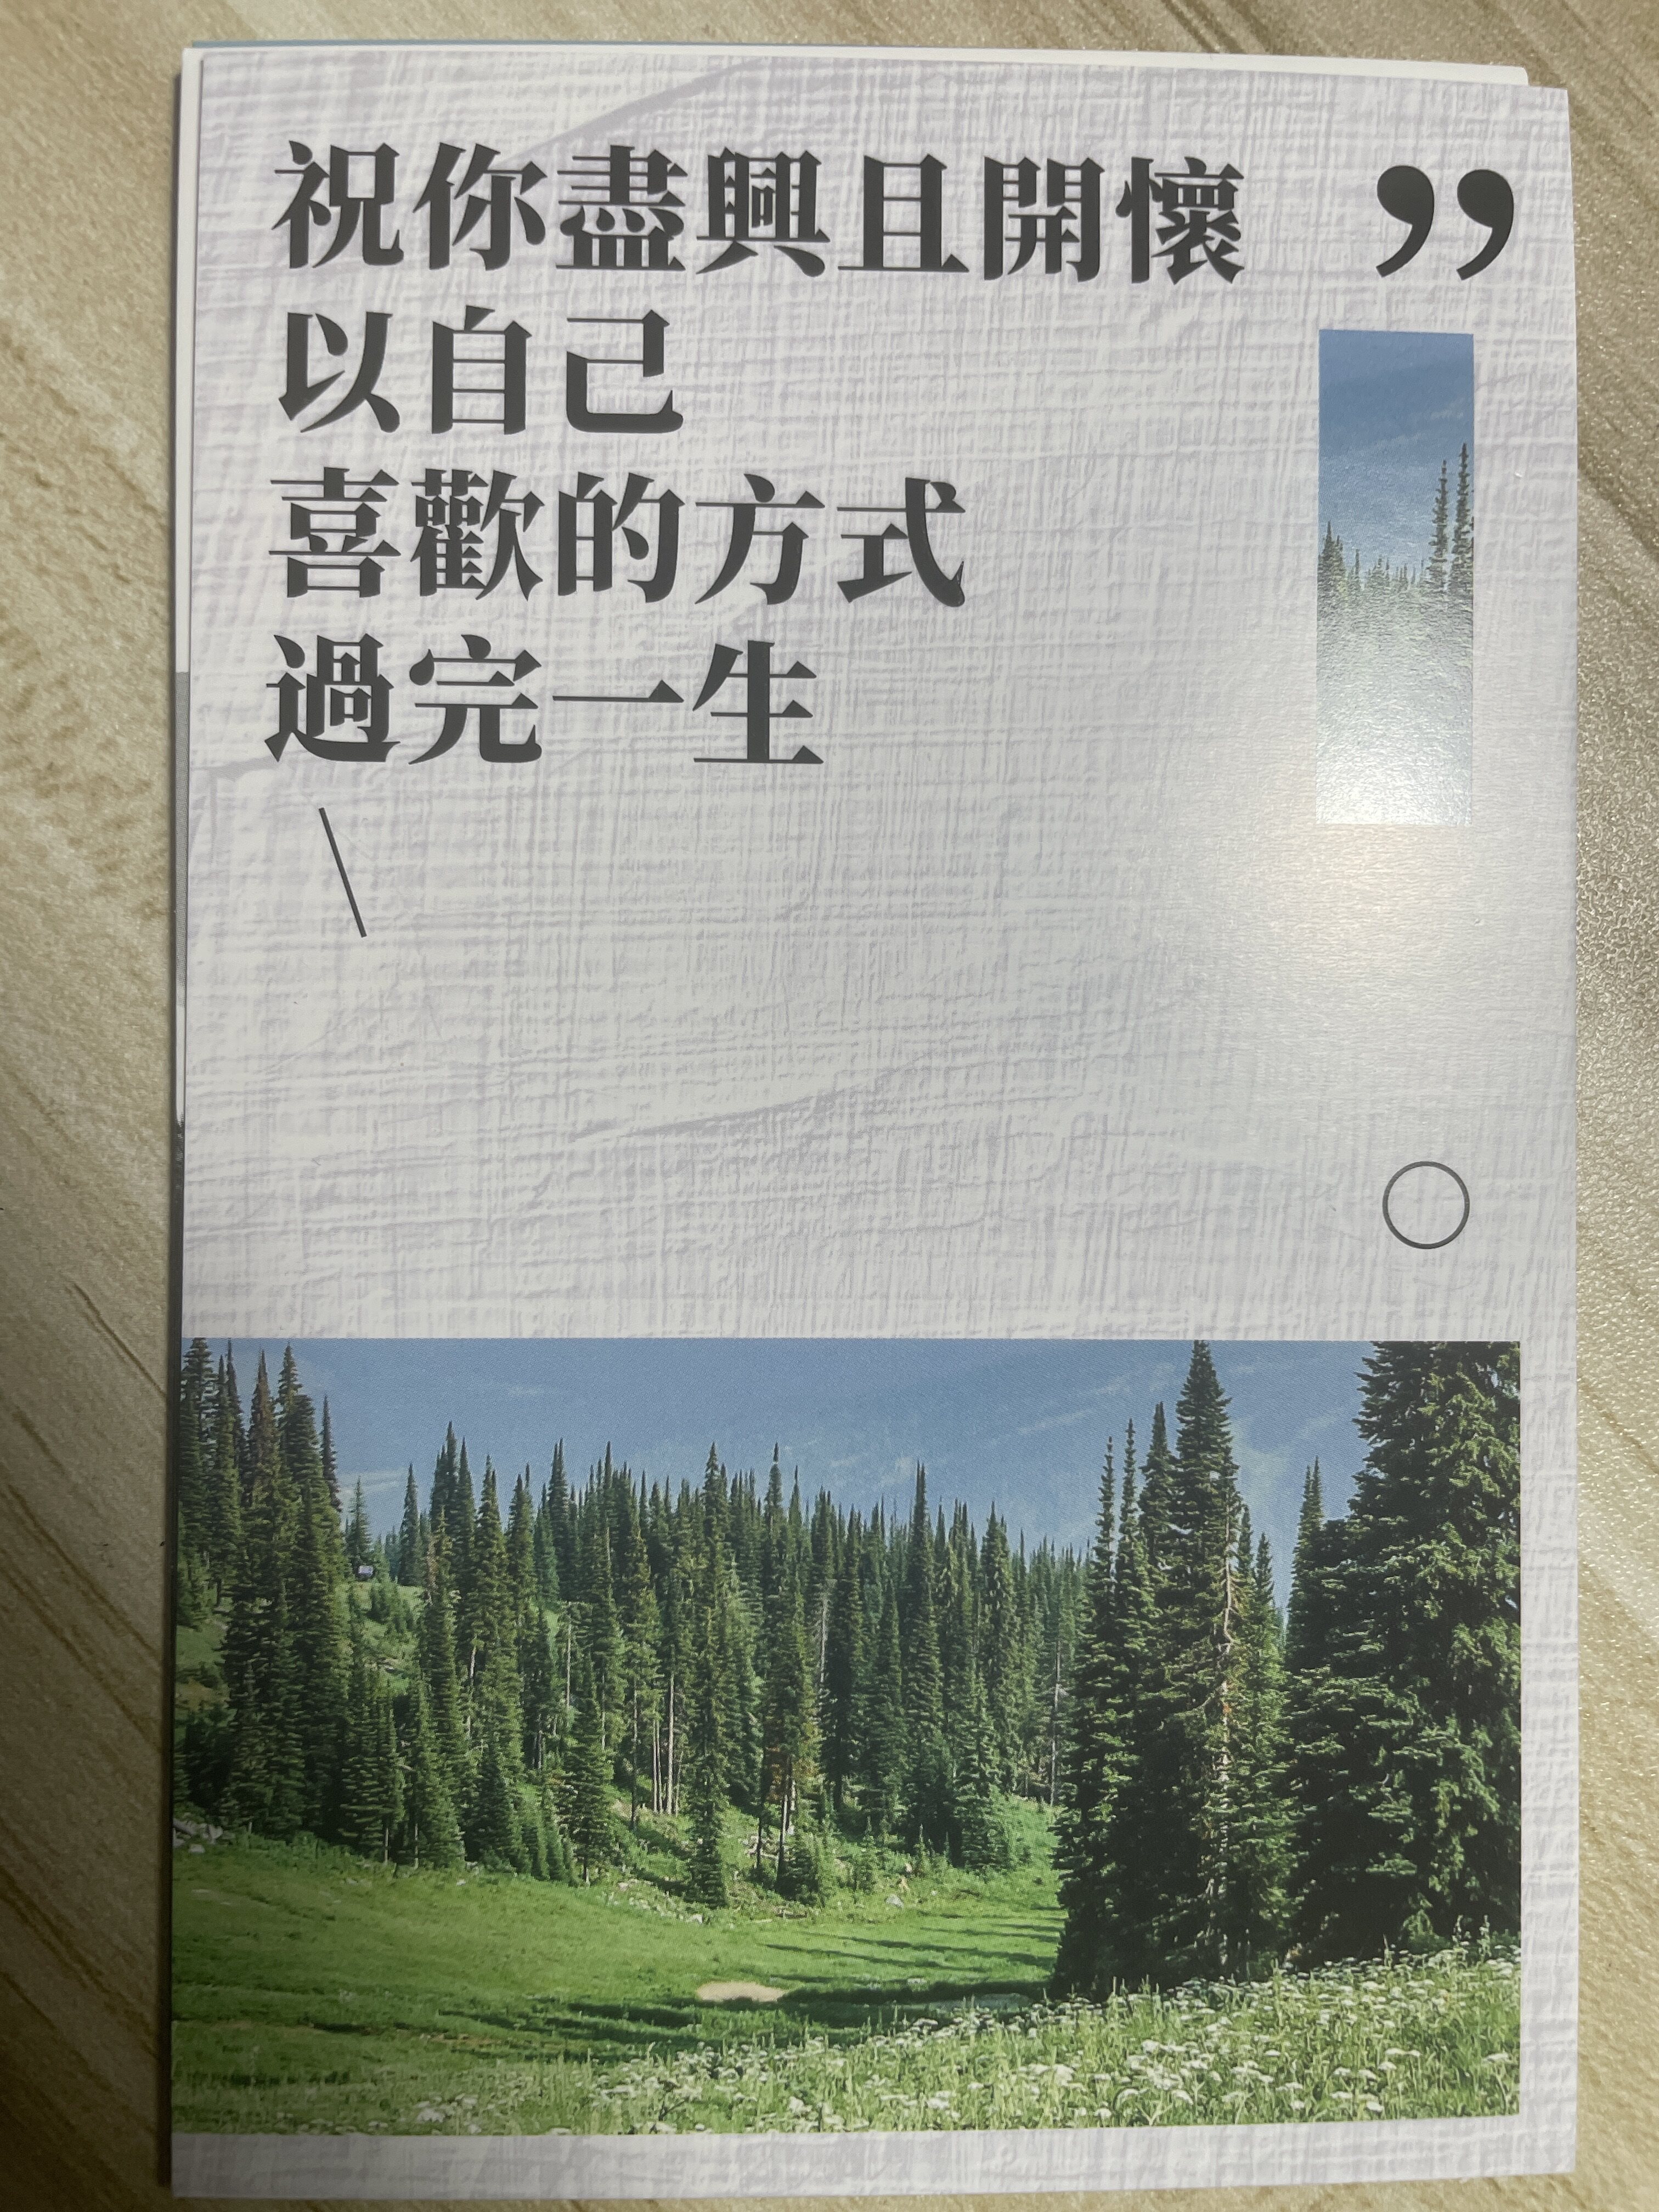 祝你盡興且開懷 ”
以自己
喜歡的方式
過完一生